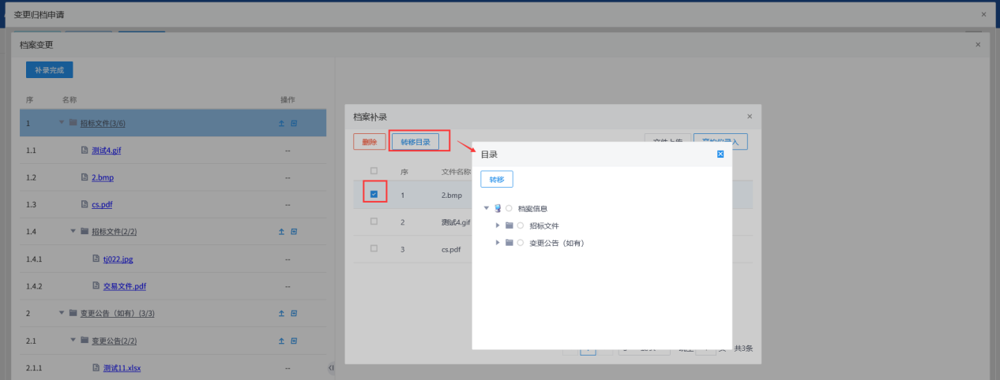 变更归档申请
档案变更
补录完成
序 名称 操作
1 招标文件(3/6)
1.1 测试4.gif --
1.2 2.bmp --
1.3 cs.pdf --
1.4 招标文件(2/2)
1.4.1 tj022.jpg --
1.4.2 交易文件.pdf --
2 变更公告（如有）(3/3)
2.1 变更公告(2/2)
2.1.1 测试11.xlsx --
档案补录
删除 转移目录
序 文件名称
1 2.bmp
2 测试4.gif
3 cs.pdf
共3条
目录
转移
档案信息
招标文件
变更公告（如有）